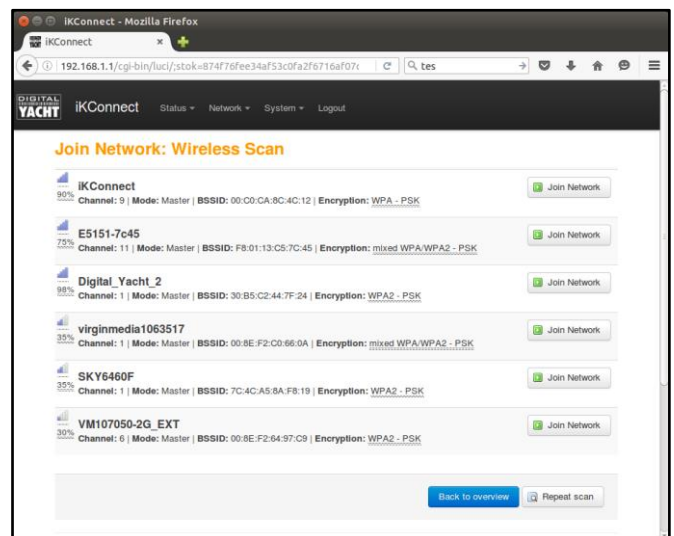 iKConnect - Mozilla Firefox
iKConnect
192.168.1.1/cgi-bin/luci/;stok=874f76fee34af53c0fa2f6716af07c
tes
DIGITAL
YACHT
iKConnect Status Network System Logout
Join Network: Wireless Scan
iKConnect
90%
Channel: 9 | Mode: Master | BSSID: 00:C0:CA:8C:4C:12 | Encryption: WPA - PSK
Join Network
E5151-7c45
75%
Channel: 11 | Mode: Master | BSSID: F8:01:13:C5:7C:45 | Encryption: mixed WPA/WPA2 - PSK
Join Network
Digital_Yacht_2
98%
Channel: 1 | Mode: Master | BSSID: 30:B5:C2:44:7F:24 | Encryption: WPA2 - PSK
Join Network
virginmedia1063517
35%
Channel: 1 | Mode: Master | BSSID: 00:8E:F2:C0:66:0A | Encryption: mixed WPA/WPA2 - PSK
Join Network
SKY6460F
35%
Channel: 1 | Mode: Master | BSSID: 7C:4C:A5:8A:F8:19 | Encryption: WPA2 - PSK
Join Network
VM107050-2G_EXT
30%
Channel: 6 | Mode: Master | BSSID: 00:8E:F2:64:97:C9 | Encryption: WPA2 - PSK
Join Network
Back to overview
Repeat scan